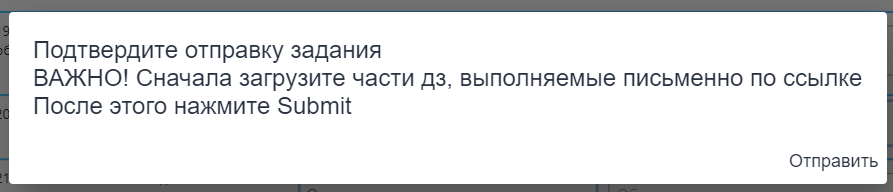 Подтвердите отправку задания
ВАЖНО! Сначала загрузите части дз, выполняемые письменно по ссылке
После этого нажмите Submit
Отправить